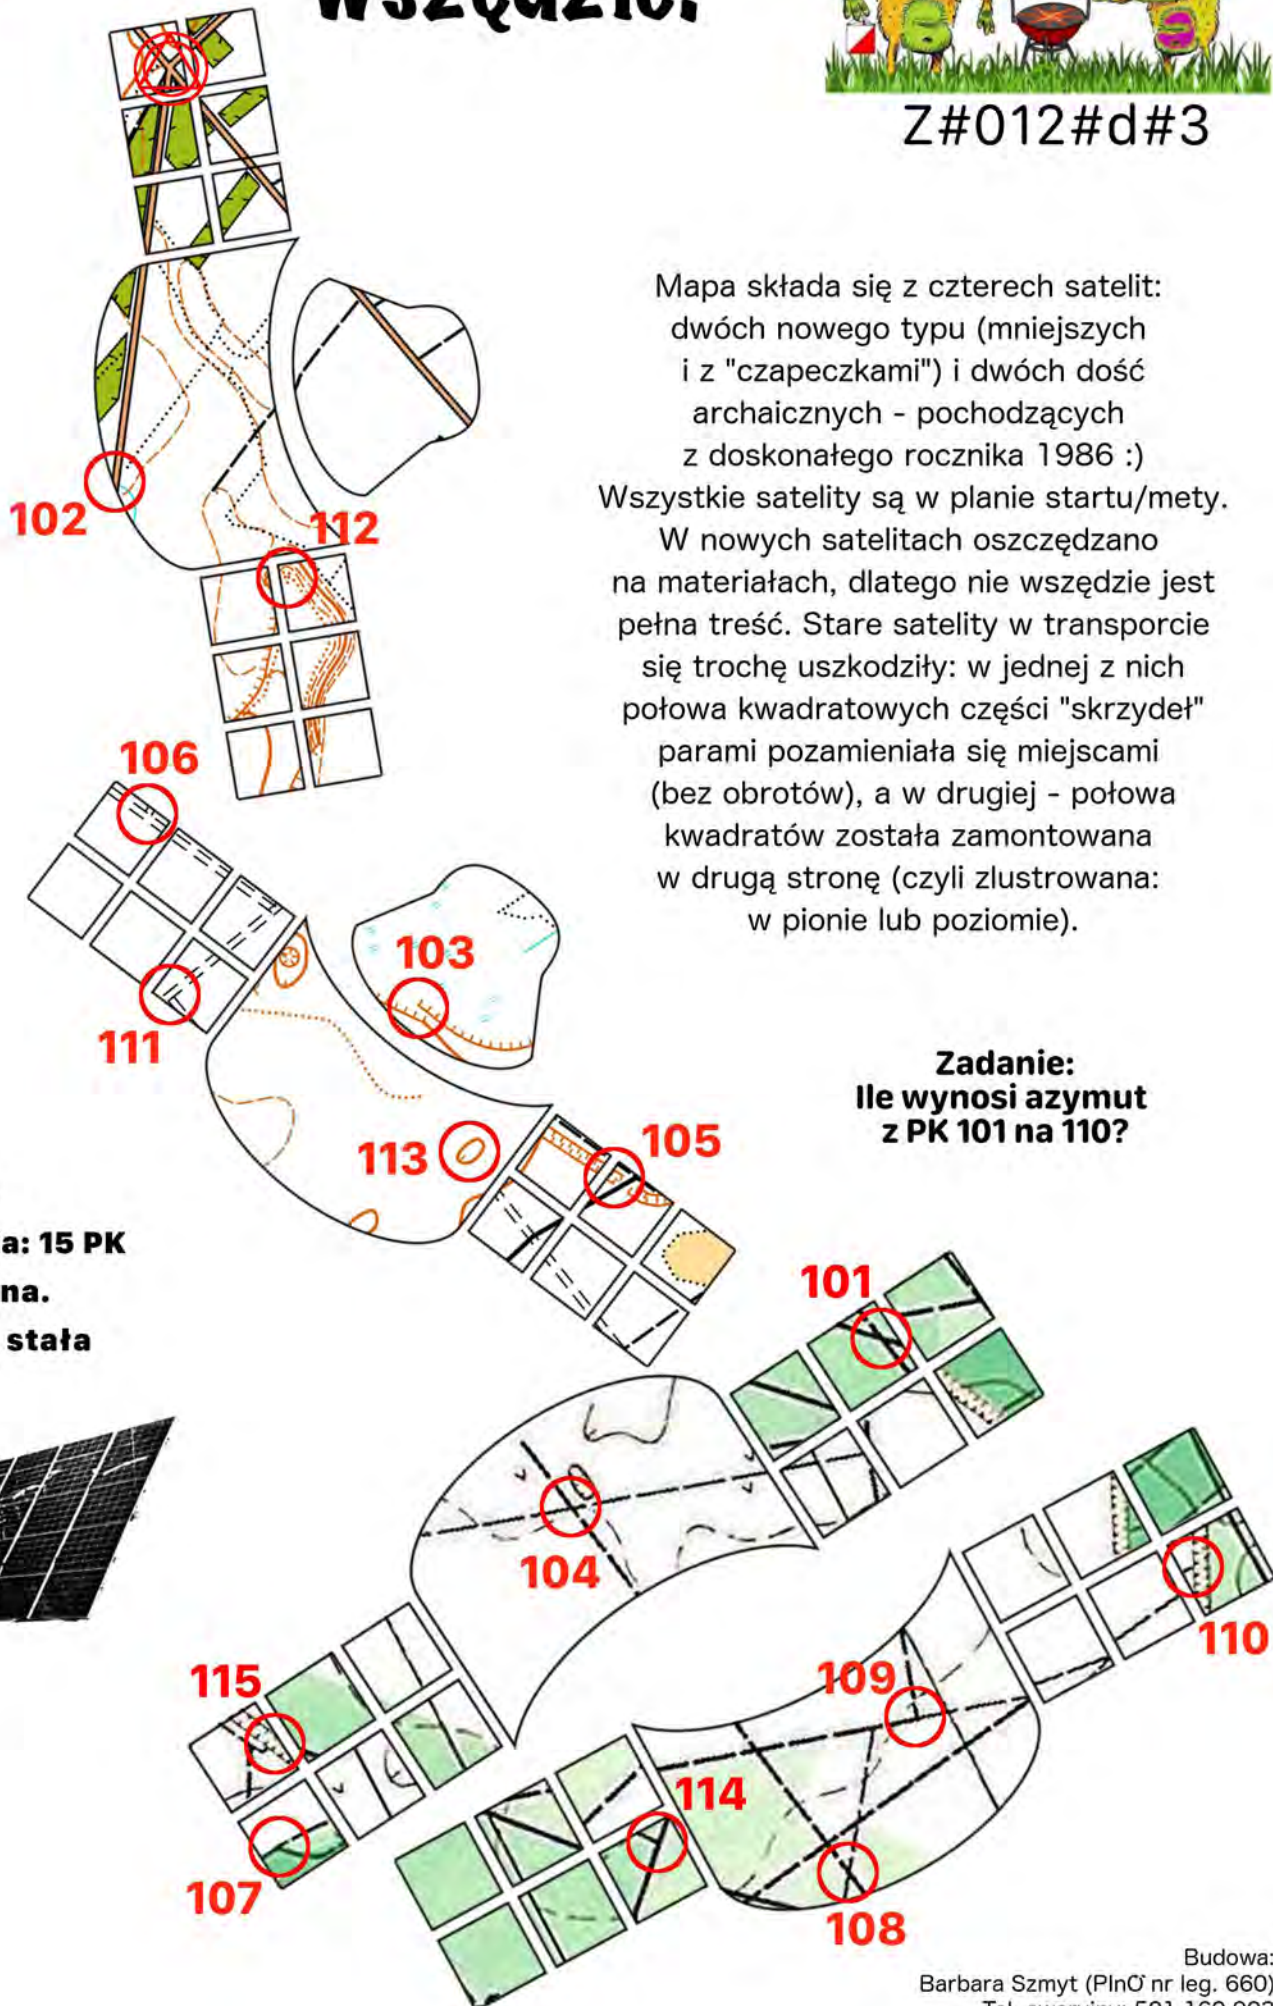 wszędzie!
Z#012#d#3
Mapa składa się z czterech satelit:
dwóch nowego typu (mniejszych
i z "czapeczkami") i dwóch dość
archaicznych - pochodzących
z doskonałego rocznika 1986 :)
Wszystkie satelity są w planie startu/mety.
W nowych satelitach oszczędzano
na materiałach, dlatego nie wszędzie jest
pełna treść. Stare satelity w transporcie
się trochę uszkodziły: w jednej z nich
połowa kwadratowych części "skrzydeł"
parami pozamieniała się miejscami
(bez obrotów), a w drugiej - połowa
kwadratów została zamontowana
w drugą stronę (czyli zlustrowana:
w pionie lub poziomie).
102
112
106
103
111
Zadanie:
Ile wynosi azymut
z PK 101 na 110?
113
105
a: 15 PK
na.
stała
101
104
110
115
109
114
107
108
Budowa:
Barbara Szmyt (PInO nr leg. 660)